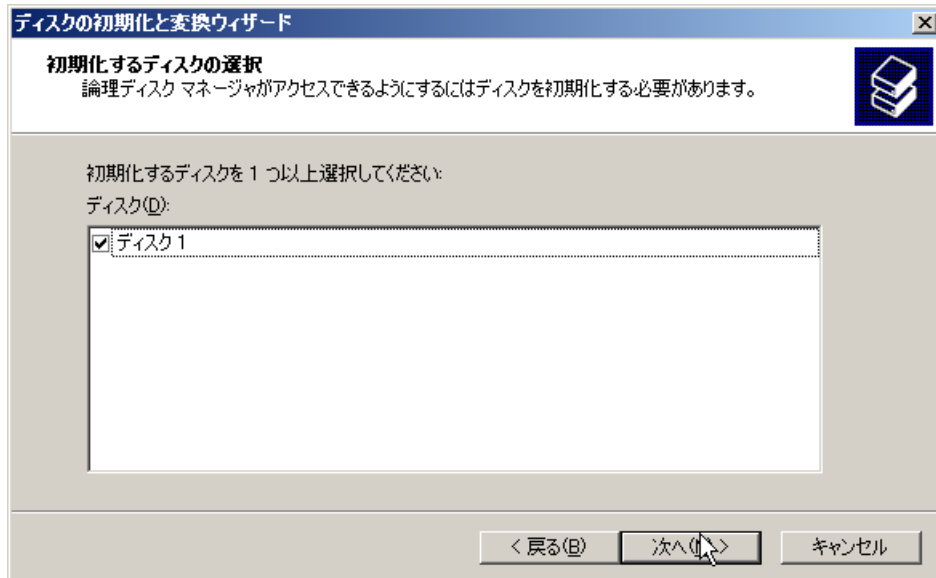 ディスクの初期化と変換ウィザード
初期化するディスクの選択
論理ディスク マネージャがアクセスできるようにするにはディスクを初期化する必要があります。
初期化するディスクを 1 つ以上選択してください:
ディスク(D):
ディスク 1
< 戻る(B)
次へ(N) >
キャンセル